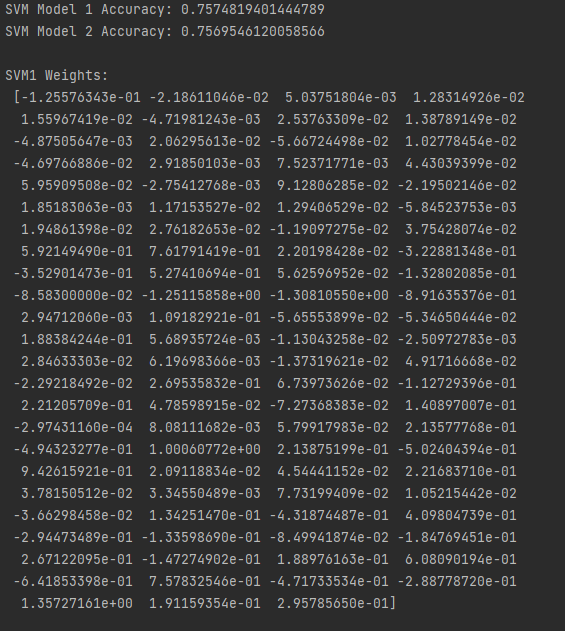 SVM Model 1 Accuracy: 0.7574819401444789
SVM Model 2 Accuracy: 0.7569546120058566
SVM1 Weights:
[-1.25576343e-01 -2.18611046e-02 5.03751804e-03 1.28314926e-02
1.55967419e-02 -4.71981243e-03 2.53763309e-02 1.38789149e-02
-4.87505647e-03 2.06295613e-02 -5.66724498e-02 1.02778454e-02
-4.69766886e-02 2.91850103e-03 7.52371771e-03 4.43039399e-02
5.95909508e-02 -2.75412768e-03 9.12806285e-02 -2.19502146e-02
1.85183063e-03 1.17153527e-02 1.29406529e-02 -5.84523753e-03
1.94861398e-02 2.76182653e-02 -1.19097275e-02 3.75428074e-02
5.92149490e-01 7.61791419e-01 2.20198428e-02 -3.22881348e-01
-3.52901473e-01 5.27410694e-01 5.62596952e-02 -1.32802085e-01
-8.58300000e-02 -1.25115858e+00 -1.30810550e+00 -8.91635376e-01
2.94712060e-03 1.09182921e-01 -5.65553899e-02 -5.34650444e-02
1.88384244e-01 5.68935724e-03 -1.13043258e-02 -2.50972783e-03
2.84633303e-02 6.19698366e-03 -1.37319621e-02 4.91716668e-02
-2.29218492e-02 2.69535832e-01 6.73973626e-02 -1.12729396e-01
2.21205709e-01 4.78598915e-02 -7.27368383e-02 1.40897007e-01
-2.97431160e-04 8.08111682e-03 5.79917983e-02 2.13577768e-01
-4.94323277e-01 1.00060772e+00 2.13875199e-01 -5.02404394e-01
9.42615921e-01 2.09118834e-02 4.54441152e-02 2.21683710e-01
3.78150512e-02 3.34550489e-03 7.73199409e-02 1.05215442e-02
-3.66298458e-02 1.34251470e-01 -4.31874487e-01 4.09804739e-01
-2.94473489e-01 -1.33598690e-01 -8.49941874e-02 -1.84769451e-01
2.67122095e-01 -1.47274902e-01 1.88976163e-01 6.08090194e-01
-6.41853398e-01 7.57832546e-01 -4.71733534e-01 -2.88778720e-01
1.35727161e+00 1.91159354e-01 2.95785650e-01]